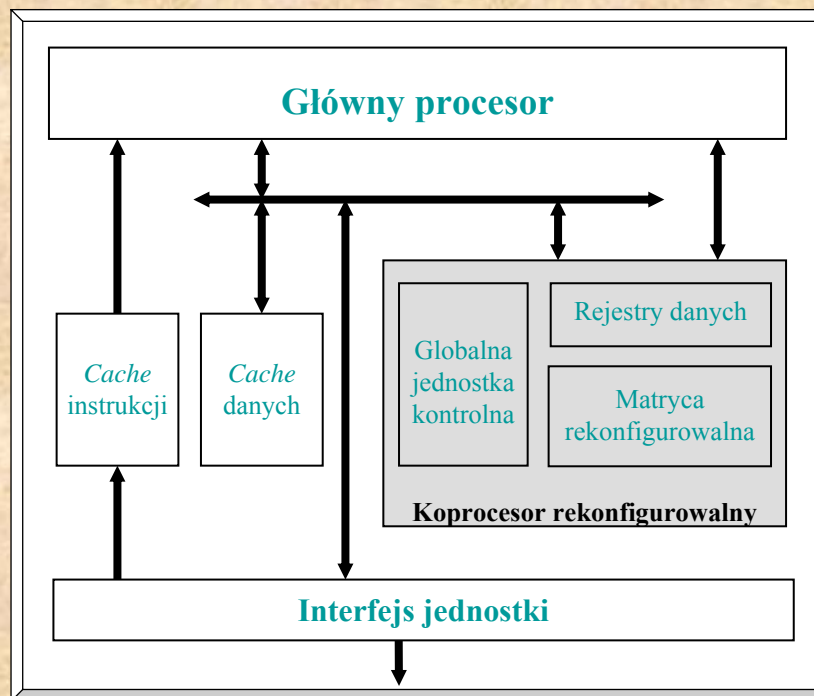 Główny procesor
Cache
instrukcji
Cache
danych
Globalna
jednostka
kontrolna
Rejestry danych
Matryca
rekonfigurowalna
Koprocesor rekonfigurowalny
Interfejs jednostki